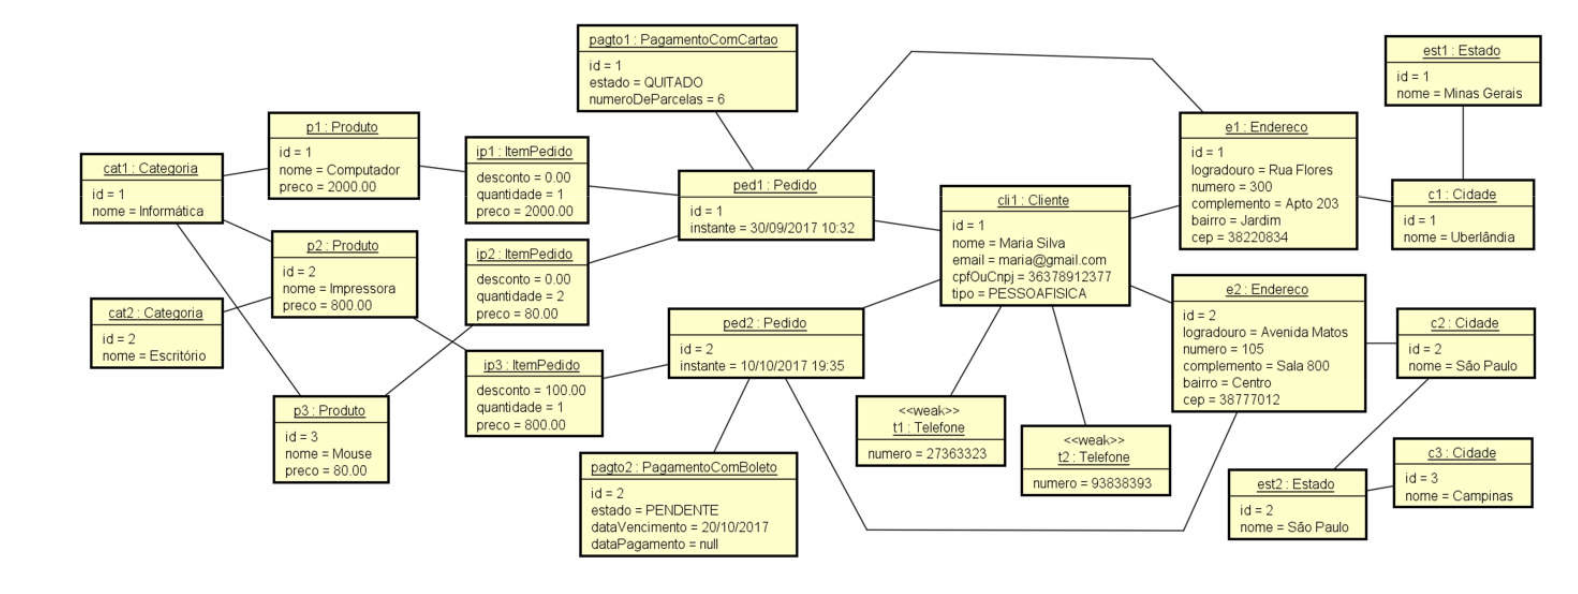 pagto1 : PagamentoComCartao
id = 1
estado = QUITADO
numeroDeParcelas = 6
est1 : Estado
id = 1
nome = Minas Gerais
p1 : Produto
id = 1
nome = Computador
preco = 2000.00
e1 : Endereco
id = 1
logradouro = Rua Flores
numero = 300
complemento = Apto 203
bairro = Jardim
cep = 38220834
cat1 : Categoria
id = 1
nome = Informática
ip1 : ItemPedido
desconto = 0.00
quantidade = 1
preco = 2000.00
ped1 : Pedido
id = 1
instante = 30/09/2017 10:32
cli1 : Cliente
id = 1
nome = Maria Silva
email = maria@gmail.com
cpfOuCnpj = 36378912377
tipo = PESSOAFISICA
c1 : Cidade
id = 1
nome = Uberlândia
p2 : Produto
id = 2
nome = Impressora
preco = 800.00
ip2 : ItemPedido
desconto = 0.00
quantidade = 2
preco = 80.00
e2 : Endereco
id = 2
logradouro = Avenida Matos
numero = 105
complemento = Sala 800
bairro = Centro
cep = 38777012
cat2 : Categoria
id = 2
nome = Escritório
ped2 : Pedido
id = 2
instante = 10/10/2017 19:35
c2 : Cidade
id = 2
nome = São Paulo
ip3 : ItemPedido
desconto = 100.00
quantidade = 1
preco = 800.00
p3 : Produto
id = 3
nome = Mouse
preco = 80.00
<<weak>>
t1 : Telefone
numero = 27363323
<<weak>>
t2 : Telefone
numero = 93838393
c3 : Cidade
id = 3
nome = Campinas
pagto2 : PagamentoComBoleto
id = 2
estado = PENDENTE
dataVencimento = 20/10/2017
dataPagamento = null
est2 : Estado
id = 2
nome = São Paulo